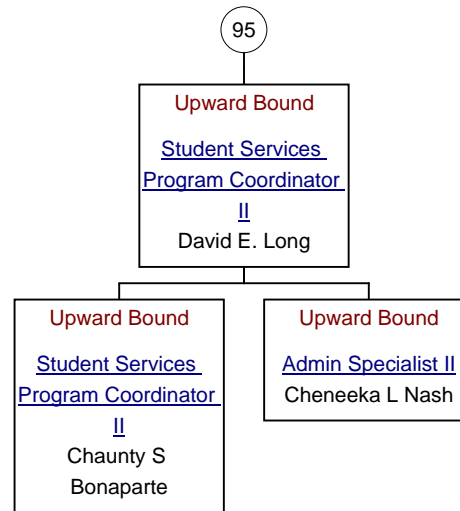 95
Upward Bound
Student Services
Program Coordinator
II
David E. Long
Upward Bound
Student Services
Program Coordinator
II
Chaunty S
Bonaparte
Upward Bound
Admin Specialist II
Cheneeka L Nash